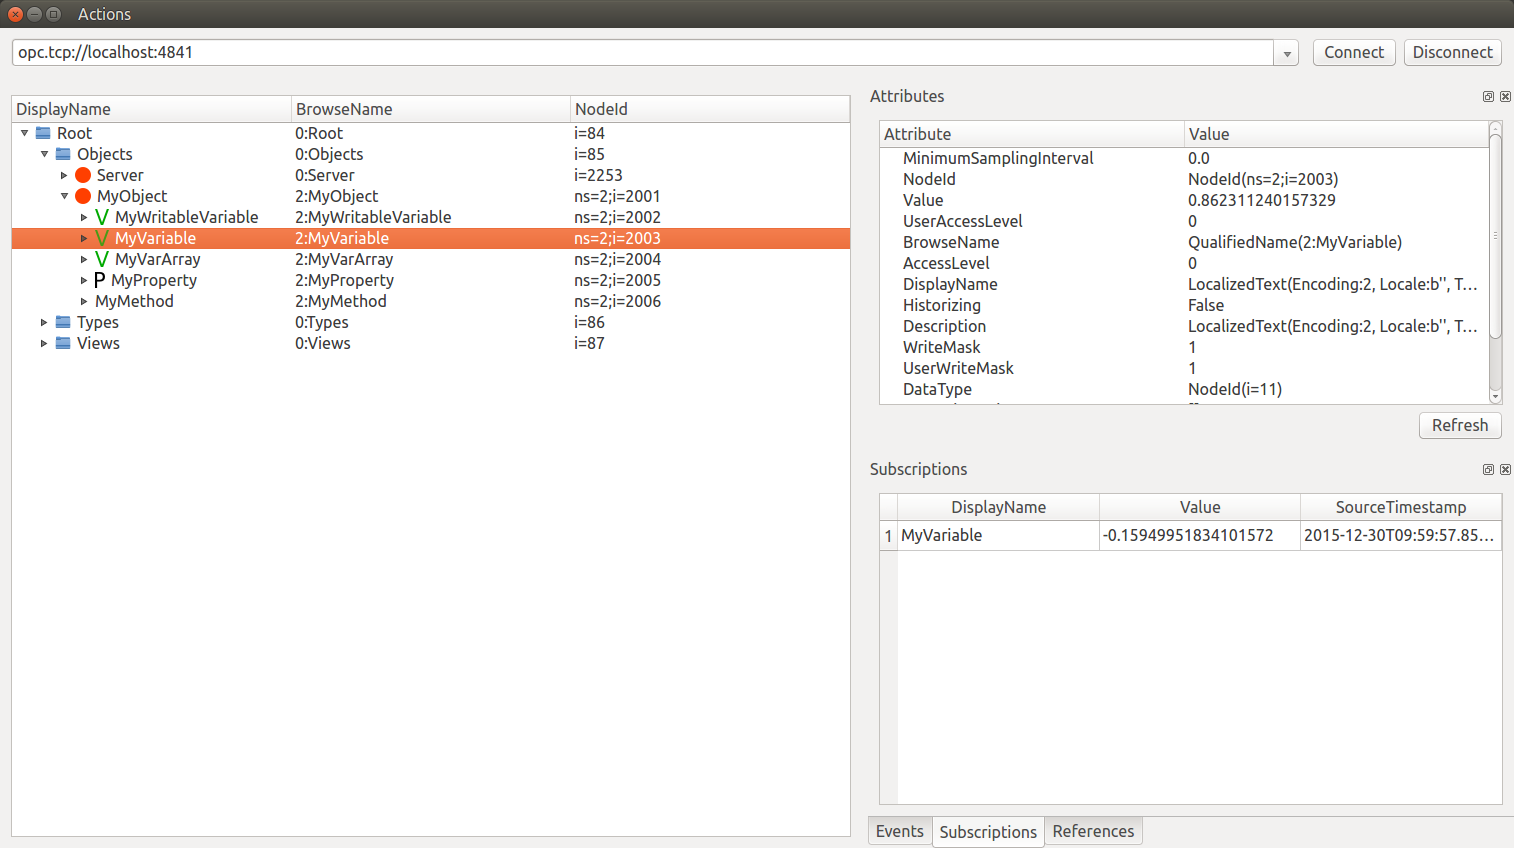 Actions
opc.tcp://localhost:4841 Connect Disconnect
DisplayName BrowseName NodeId
Root 0:Root i=84
Objects 0:Objects i=85
Server 0:Server i=2253
MyObject 2:MyObject ns=2;i=2001
MyWritableVariable 2:MyWritableVariable ns=2;i=2002
MyVariable 2:MyVariable ns=2;i=2003
MyVarArray 2:MyVarArray ns=2;i=2004
P MyProperty 2:MyProperty ns=2;i=2005
MyMethod 2:MyMethod ns=2;i=2006
Types 0:Types i=86
Views 0:Views i=87
Attributes
Attribute Value
MinimumSamplingInterval 0.0
NodeId NodeId(ns=2;i=2003)
Value 0.862311240157329
UserAccessLevel 0
BrowseName QualifiedName(2:MyVariable)
AccessLevel 0
DisplayName LocalizedText(Encoding:2, Locale:b'', T...
Historizing False
Description LocalizedText(Encoding:2, Locale:b'', T...
WriteMask 1
UserWriteMask 1
DataType NodeId(i=11)
Refresh
Subscriptions
DisplayName Value SourceTimestamp
1 MyVariable -0.15949951834101572 2015-12-30T09:59:57.85...
Events Subscriptions References